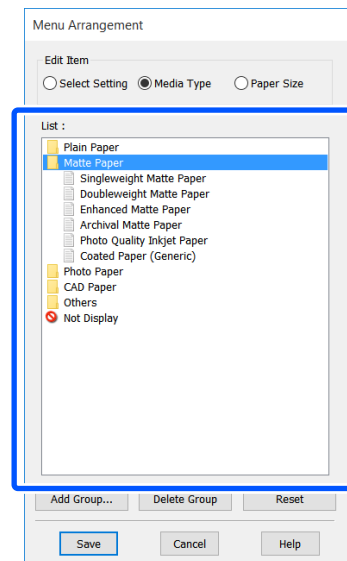 Menu Arrangement
Edit Item
Select Setting Media Type Paper Size
List :
Plain Paper
Matte Paper
Singleweight Matte Paper
Doubleweight Matte Paper
Enhanced Matte Paper
Archival Matte Paper
Photo Quality Inkjet Paper
Coated Paper (Generic)
Photo Paper
CAD Paper
Others
Not Display
Add Group... Delete Group Reset
Save Cancel Help